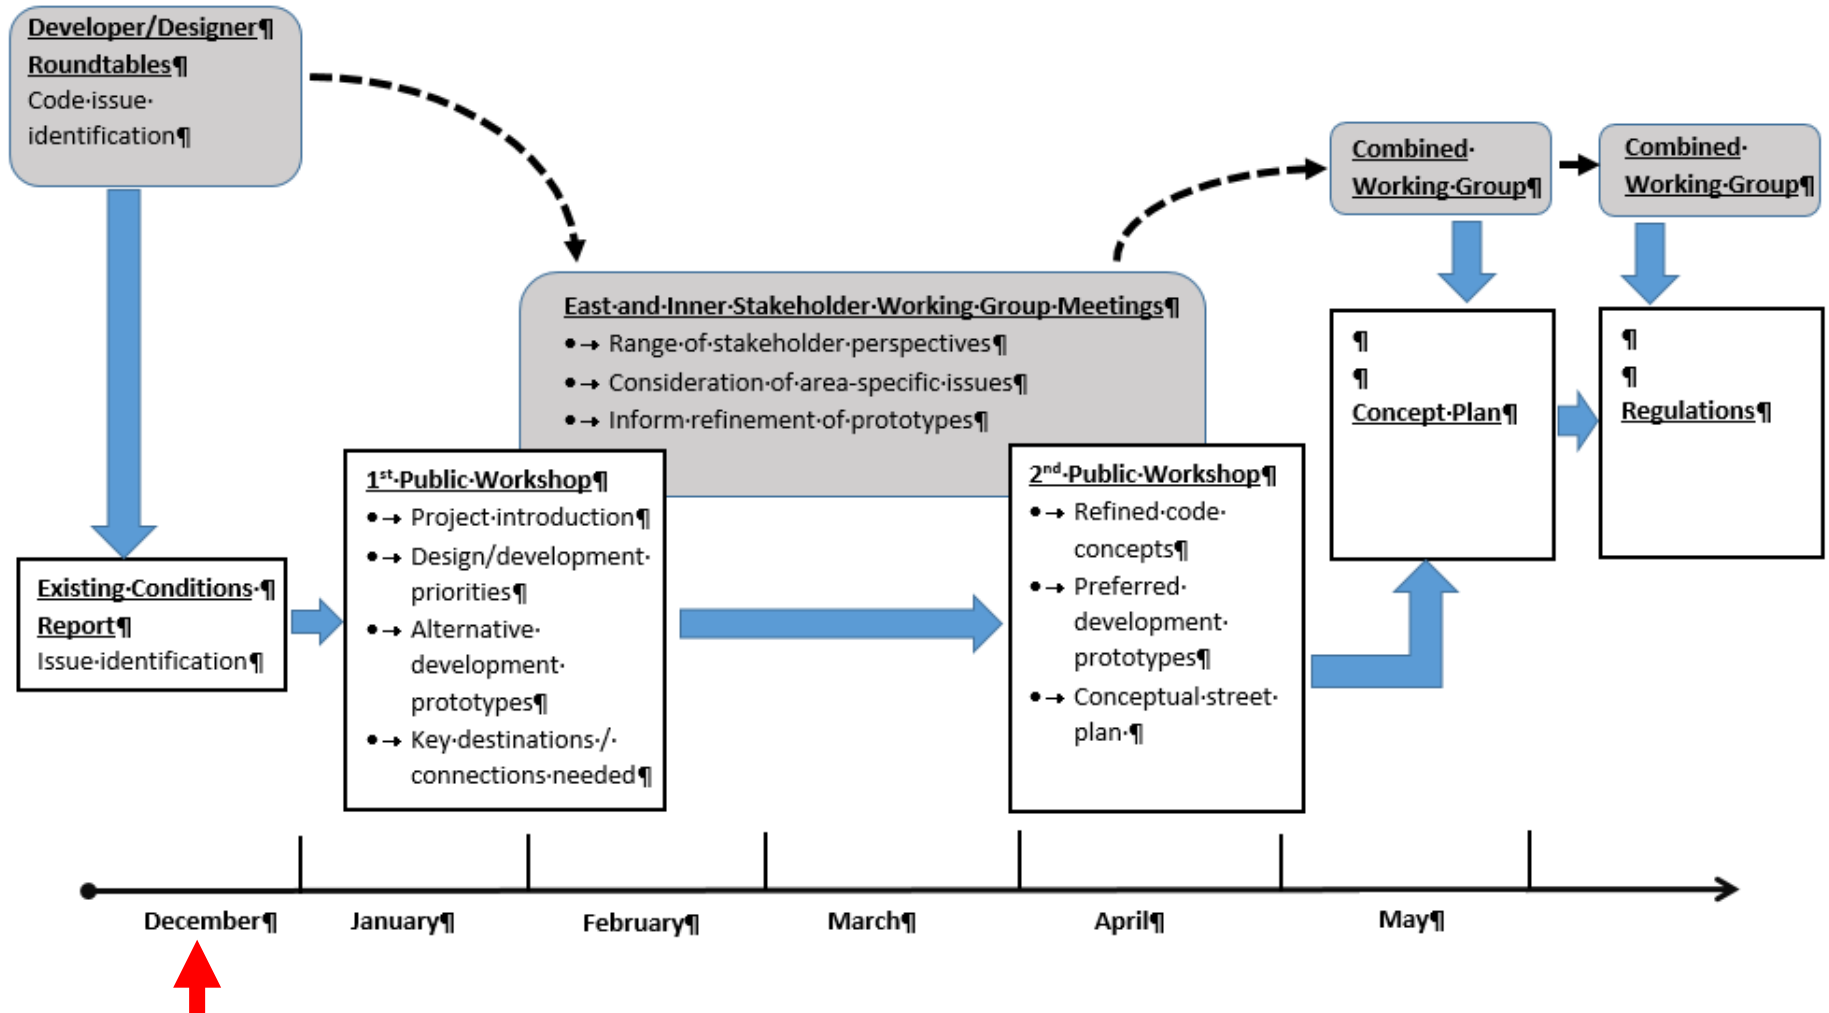 Developer/Designer¶
Roundtables¶
Code·issue·
identification¶
Combined·
Working·Group¶
Combined·
Working·Group¶
East·and·Inner·Stakeholder·Working·Group·Meetings¶
•→ Range·of·stakeholder·perspectives¶
•→ Consideration·of·area-specific·issues¶
•→ Inform·refinement·of·prototypes¶
¶
¶
Concept·Plan¶
¶
¶
Regulations¶
Existing·Conditions·¶
Report¶
Issue·identification¶
1st·Public·Workshop¶
•→ Project·introduction¶
•→ Design/development·
priorities¶
•→ Alternative·
development·
prototypes¶
•→ Key·destinations·/·
connections·needed¶
2nd·Public·Workshop¶
•→ Refined·code·
concepts¶
•→ Preferred·
development·
prototypes¶
•→ Conceptual·street·
plan·¶
December¶ January¶ February¶ March¶ April¶ May¶